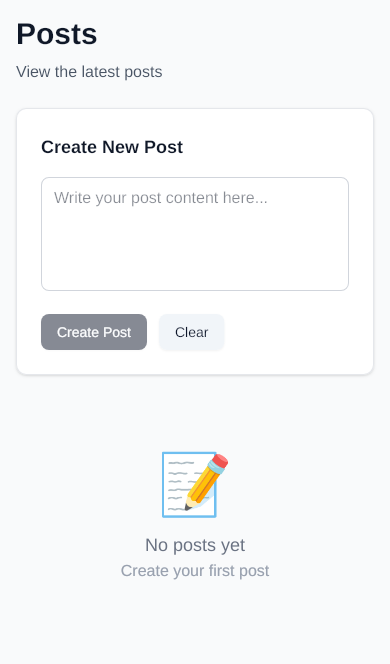 Posts
View the latest posts
Create New Post
Write your post content here...
Create Post
Clear
No posts yet
Create your first post